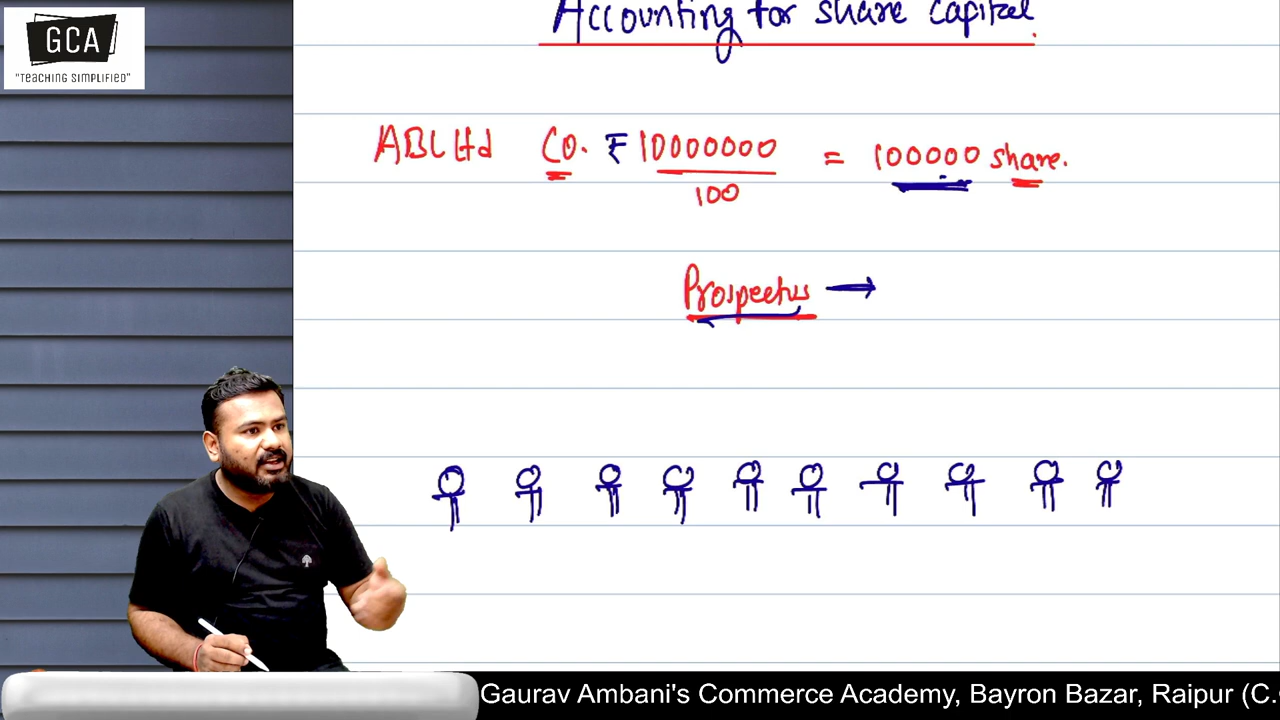 GCA
"TEACHING SIMPLIFIED"
Accounting for share capital.
ABC Ltd Co. ₹ 10000000 = 100000 share.
100
Prospectus →
Gaurav Ambani's Commerce Academy, Bayron Bazar, Raipur (C.